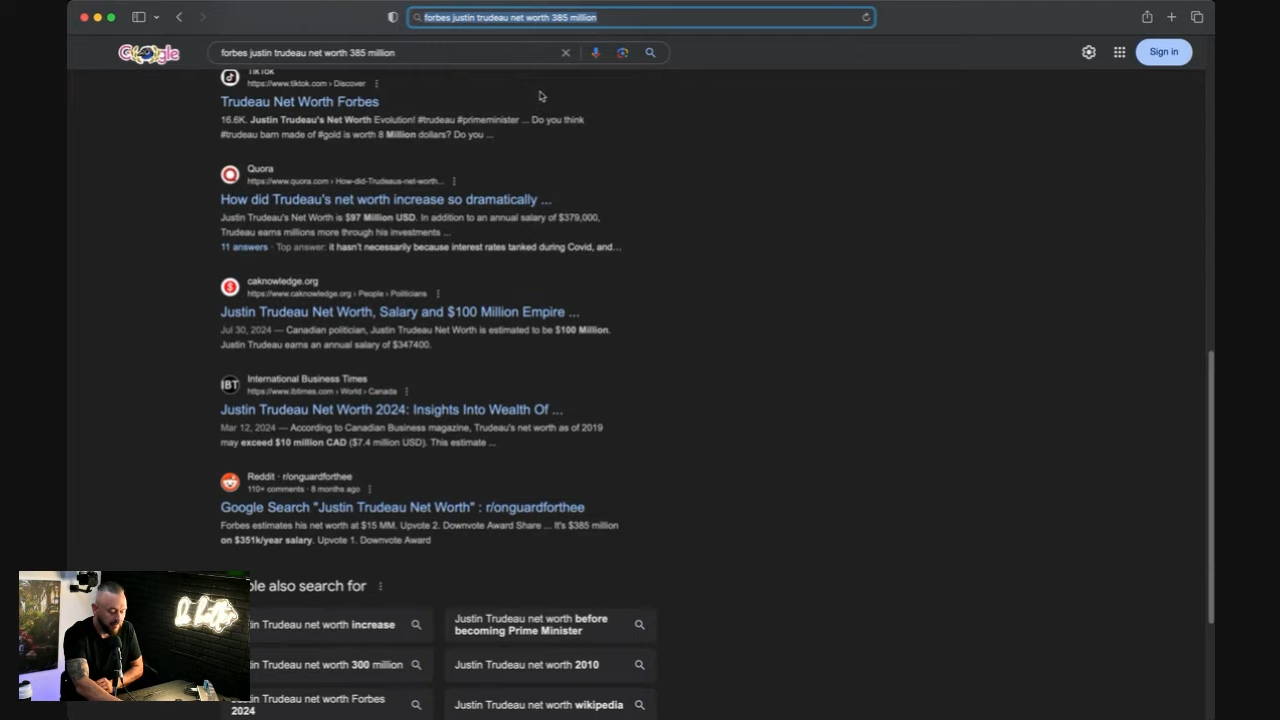 forbes justin trudeau net worth 385 million
Google
forbes justin trudeau net worth 385 million
Sign in
TikTok
https://www.tiktok.com › Discover
Trudeau Net Worth Forbes
16.6K. Justin Trudeau's Net Worth Evolution! #trudeau #primeminister ... Do you think
#trudeau barn made of #gold is worth 8 Million dollars? Do you ...
Quora
https://www.quora.com › How-did-Trudeaus-net-worth...
How did Trudeau's net worth increase so dramatically ...
Justin Trudeau's Net Worth is $97 Million USD. In addition to an annual salary of $379,000,
Trudeau earns millions more through his investments ...
11 answers · Top answer: it hasn't necessarily because interest rates tanked during Covid, and...
caknowledge.org
https://www.caknowledge.org › People › Politicians
Justin Trudeau Net Worth, Salary and $100 Million Empire ...
Jul 30, 2024 — Canadian politician, Justin Trudeau Net Worth is estimated to be $100 Million.
Justin Trudeau earns an annual salary of $347400.
IBT
International Business Times
https://www.ibtimes.com › World › Canada
Justin Trudeau Net Worth 2024: Insights Into Wealth Of ...
Mar 12, 2024 — According to Canadian Business magazine, Trudeau's net worth as of 2019
may exceed $10 million CAD ($7.4 million USD). This estimate ...
Reddit · r/onguardforthee
110+ comments · 8 months ago
Google Search "Justin Trudeau Net Worth" : r/onguardforthee
Forbes estimates his net worth at $15 MM. Upvote 2. Downvote Award Share ... It's $385 million
on $351k/year salary. Upvote 1. Downvote Award
ple also search for
tin Trudeau net worth increase
Justin Trudeau net worth before
becoming Prime Minister
tin Trudeau net worth 300 million
Justin Trudeau net worth 2010
tin Trudeau net worth Forbes
2024
Justin Trudeau net worth wikipedia